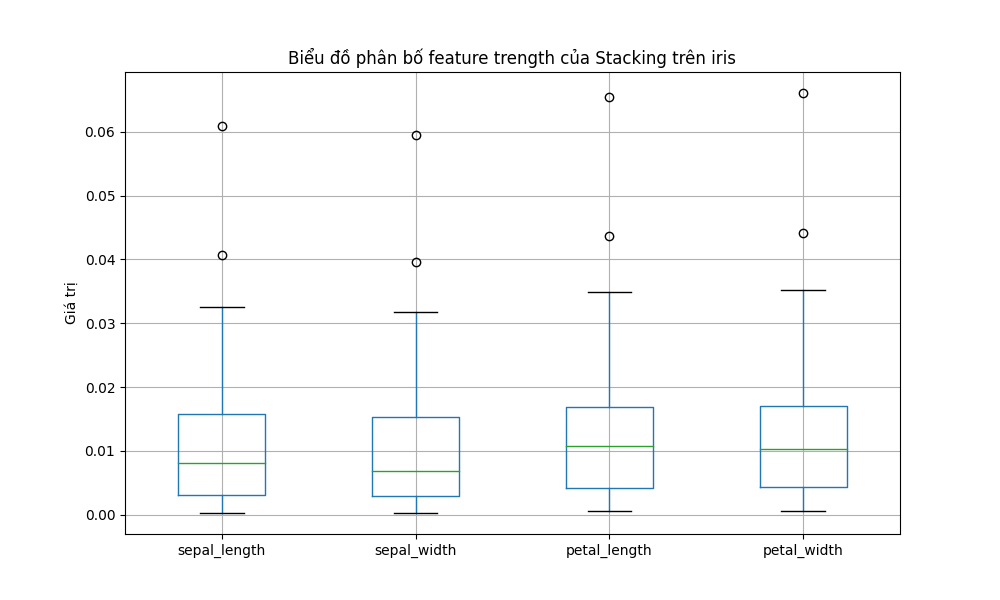 Biểu đồ phân bố feature trength của Stacking trên iris
Giá trị
0.06
0.05
0.04
0.03
0.02
0.01
0.00
sepal_length
sepal_width
petal_length
petal_width